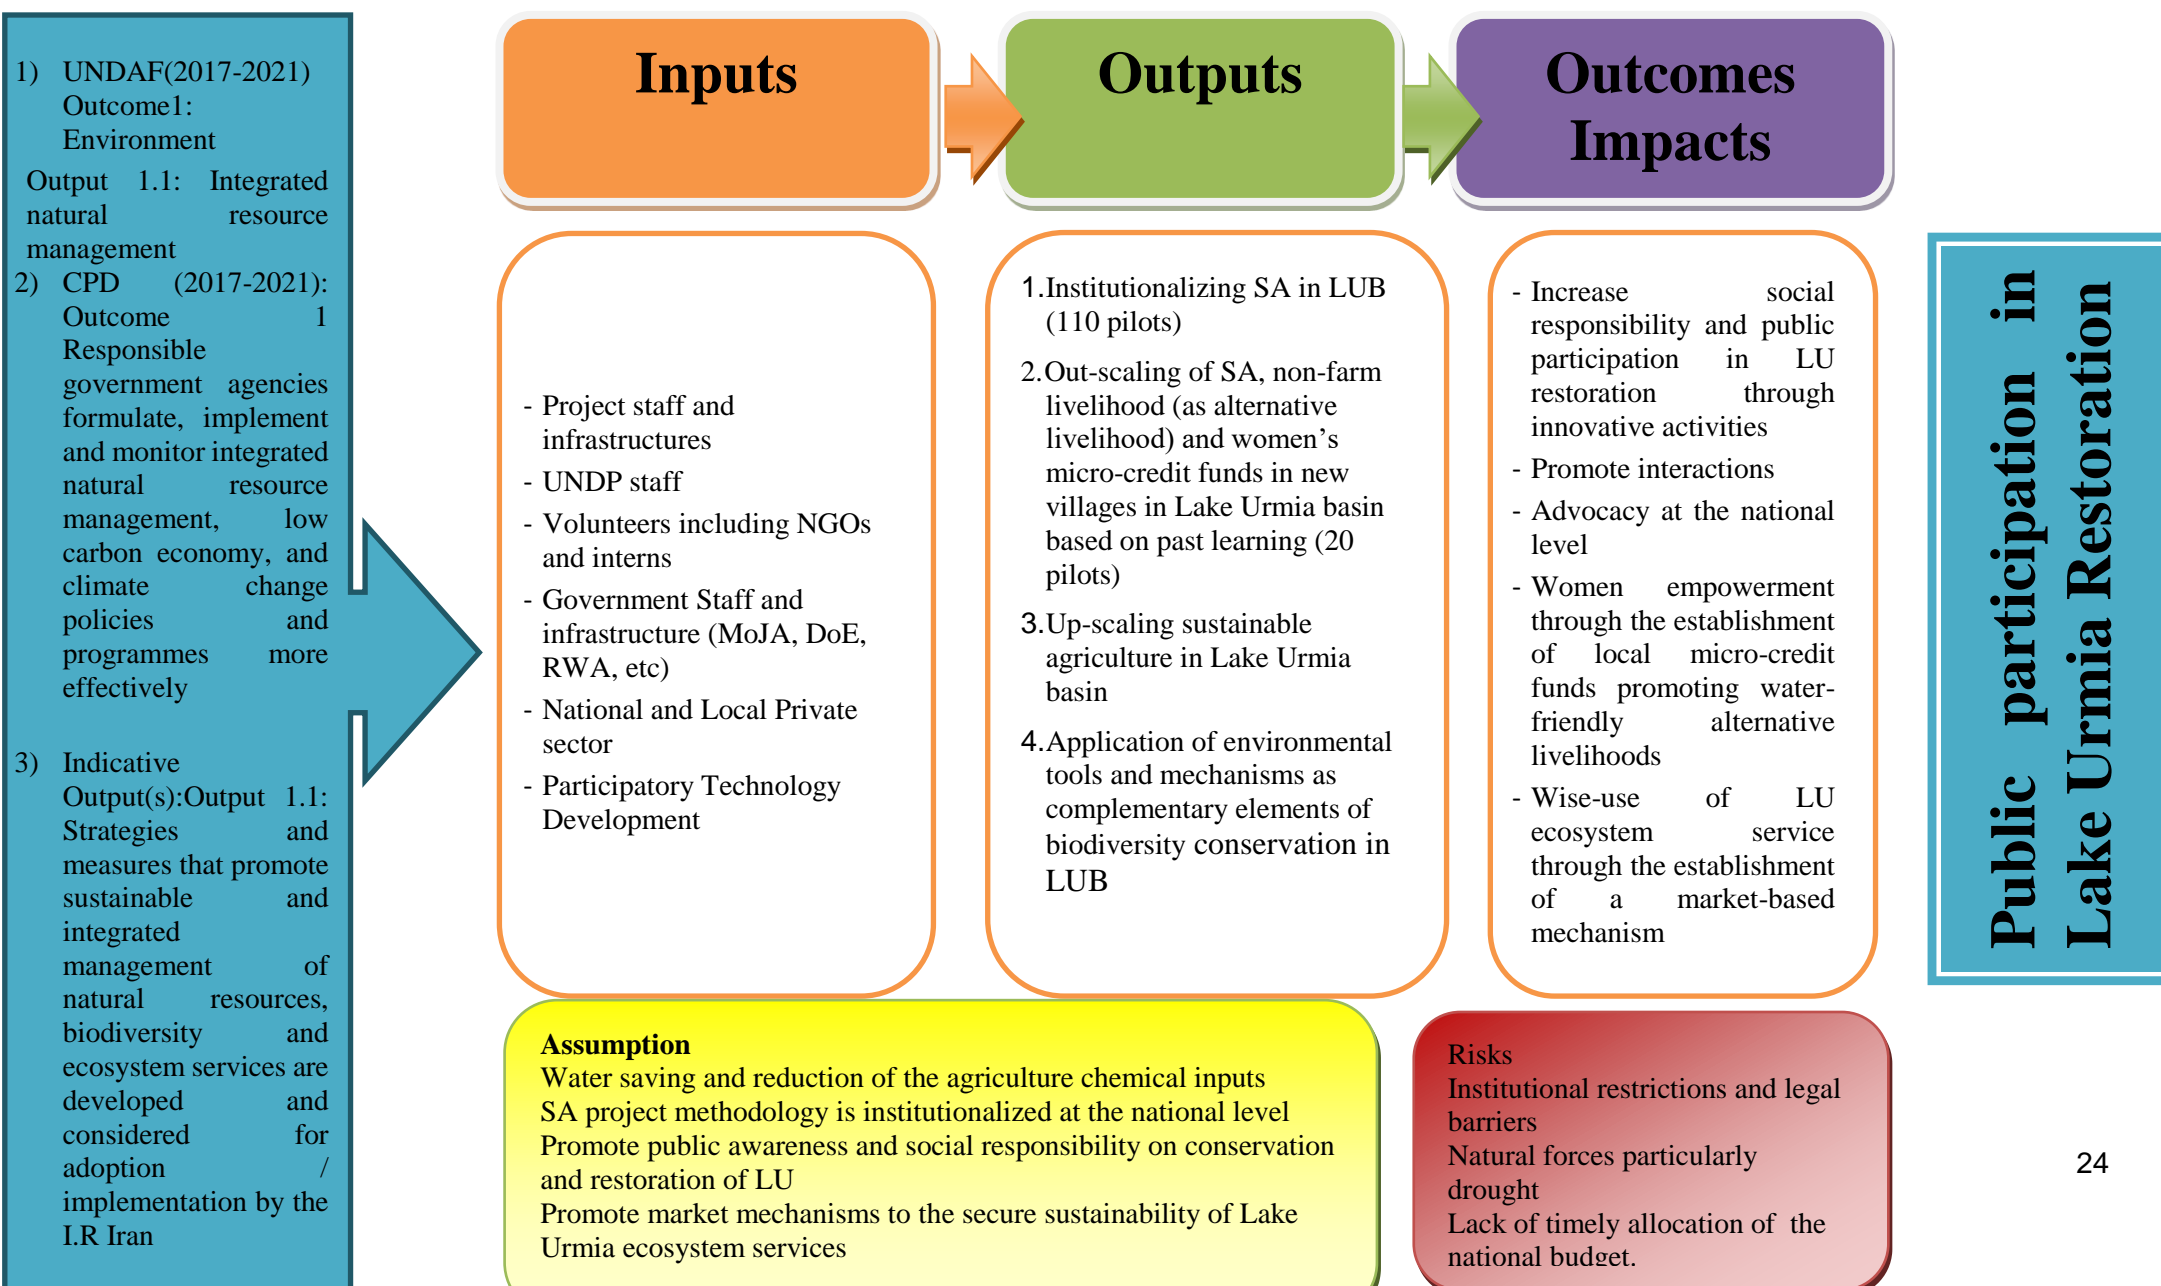 1) UNDAF(2017-2021)
Outcome1:
Environment
Output 1.1: Integrated
natural resource
management
2) CPD (2017-2021):
Outcome 1
Responsible
government agencies
formulate, implement
and monitor integrated
natural resource
management, low
carbon economy, and
climate change
policies and
programmes more
effectively
3) Indicative
Output(s):Output 1.1:
Strategies and
measures that promote
sustainable and
integrated
management of
natural resources,
biodiversity and
ecosystem services are
developed and
considered for
adoption /
implementation by the
I.R Iran
Inputs
- Project staff and
infrastructures
- UNDP staff
- Volunteers including NGOs
and interns
- Government Staff and
infrastructure (MoJA, DoE,
RWA, etc)
- National and Local Private
sector
- Participatory Technology
Development
Outputs
1.Institutionalizing SA in LUB
(110 pilots)
2.Out-scaling of SA, non-farm
livelihood (as alternative
livelihood) and women’s
micro-credit funds in new
villages in Lake Urmia basin
based on past learning (20
pilots)
3.Up-scaling sustainable
agriculture in Lake Urmia
basin
4.Application of environmental
tools and mechanisms as
complementary elements of
biodiversity conservation in
LUB
Outcomes
Impacts
- Increase social
responsibility and public
participation in LU
restoration through
innovative activities
- Promote interactions
- Advocacy at the national
level
- Women empowerment
through the establishment
of local micro-credit
funds promoting water-
friendly alternative
livelihoods
- Wise-use of LU
ecosystem service
through the establishment
of a market-based
mechanism
Public participation in
Lake Urmia Restoration
Assumption
Water saving and reduction of the agriculture chemical inputs
SA project methodology is institutionalized at the national level
Promote public awareness and social responsibility on conservation
and restoration of LU
Promote market mechanisms to the secure sustainability of Lake
Urmia ecosystem services
Risks
Institutional restrictions and legal
barriers
Natural forces particularly
drought
Lack of timely allocation of the
national budget.
24